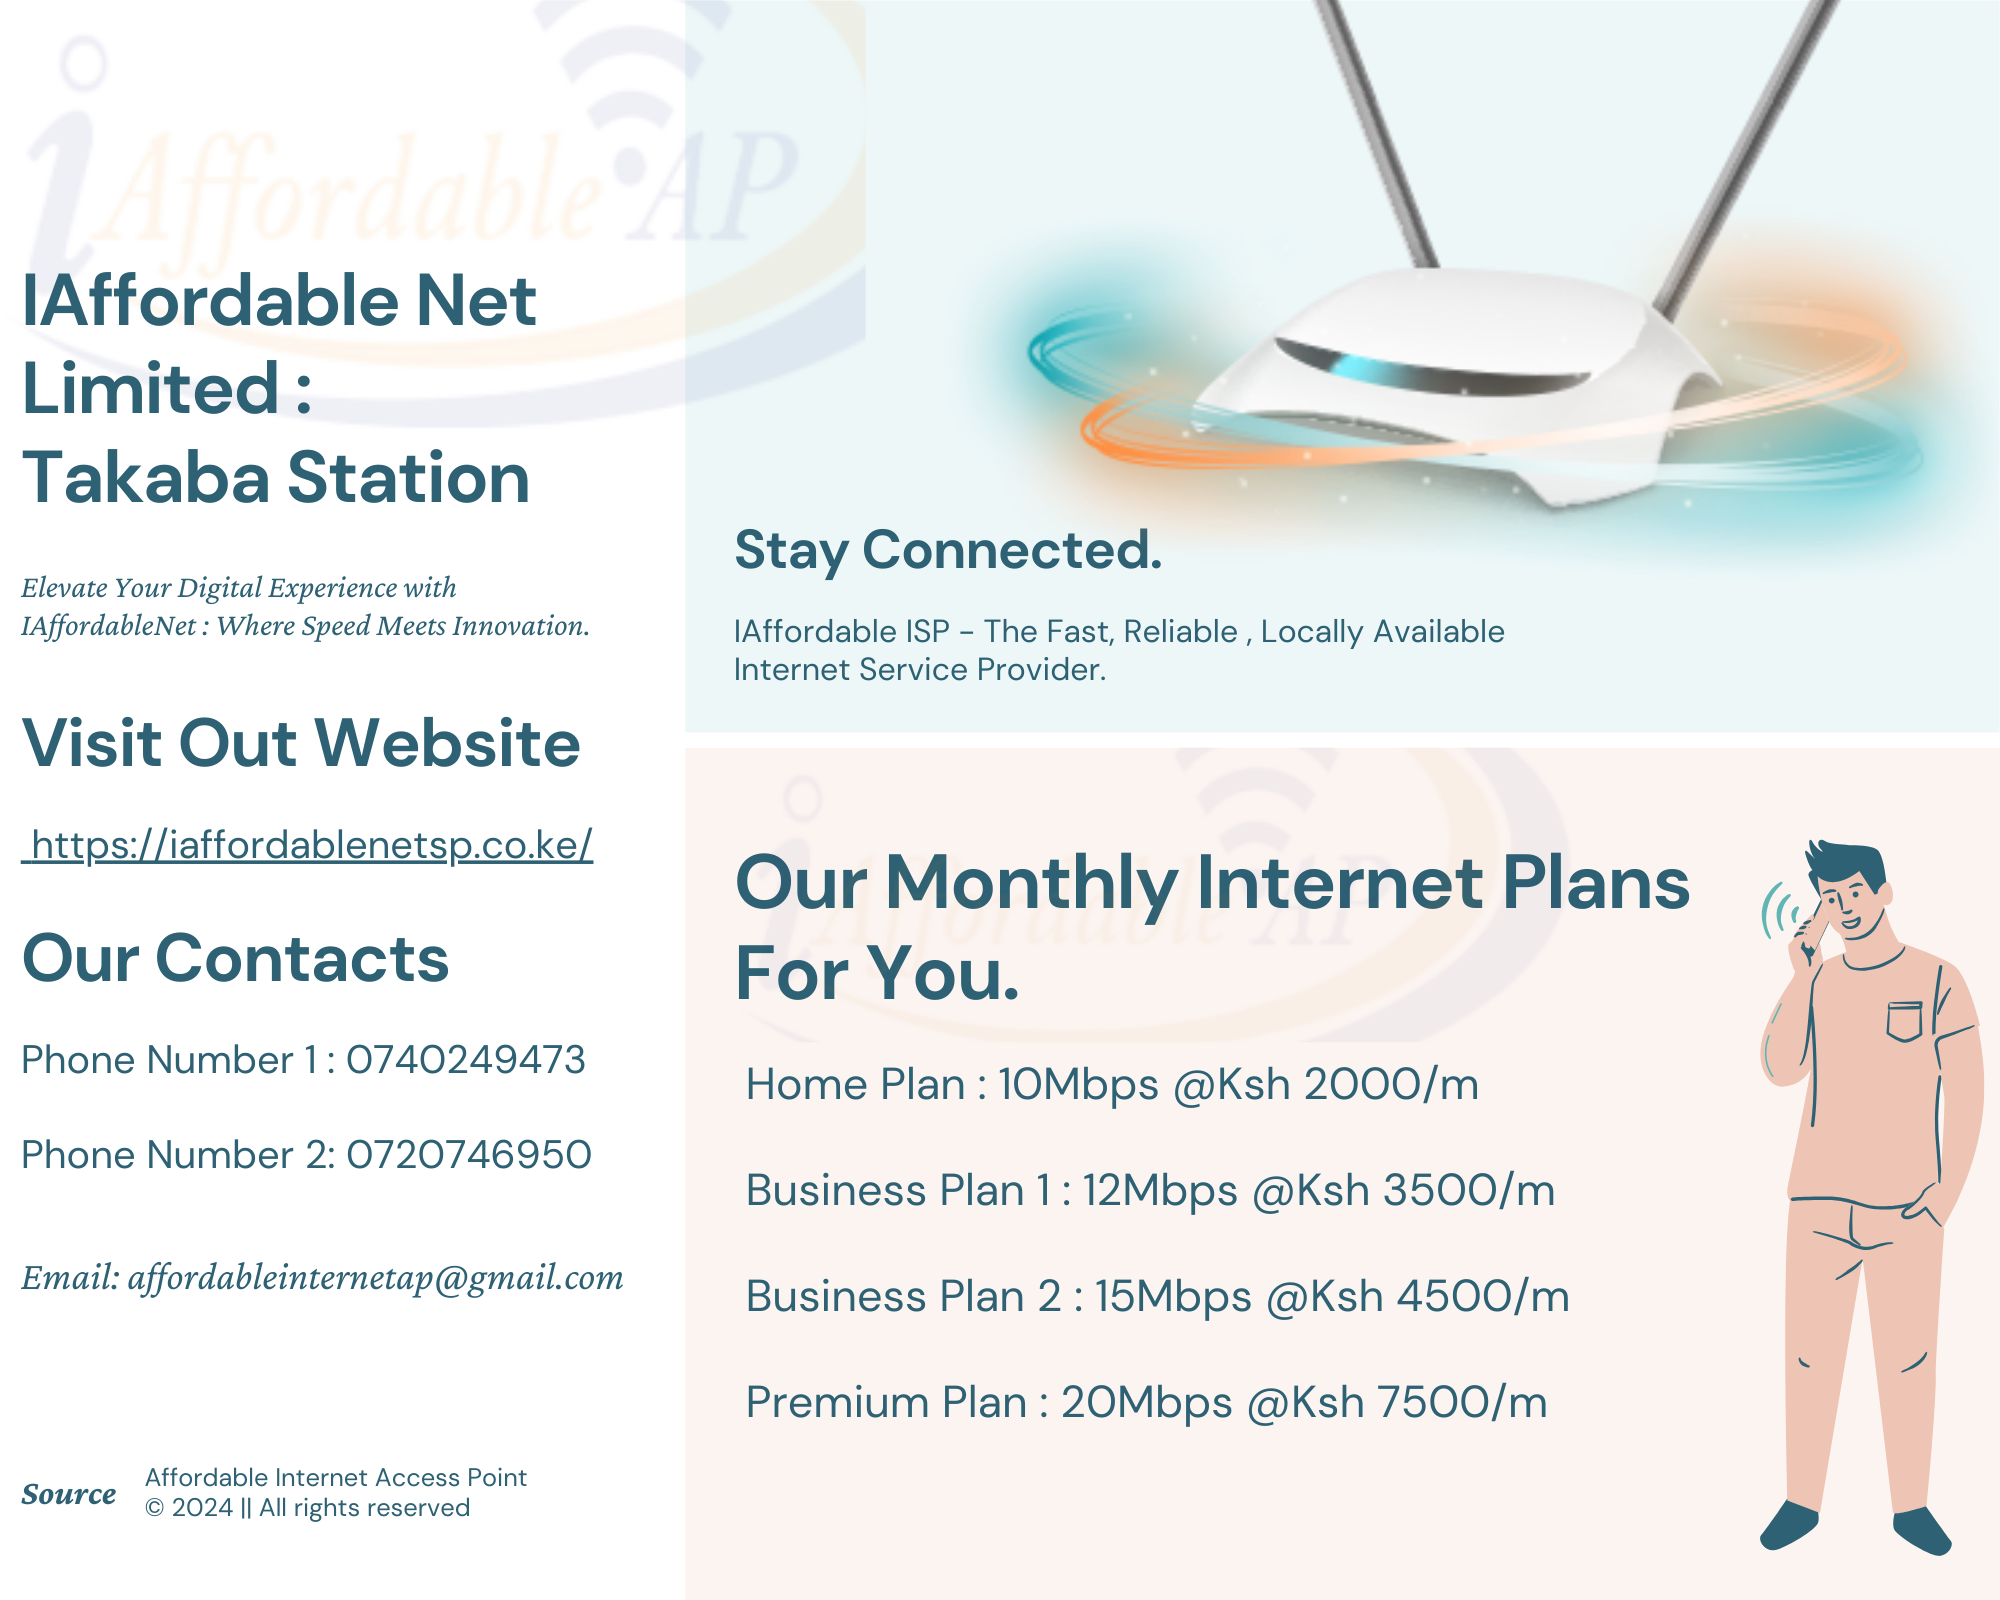 iAffordable AP
IAffordable Net
Limited :
Takaba Station
Elevate Your Digital Experience with
IAffordableNet : Where Speed Meets Innovation.
Visit Out Website
https://iaffordablenetsp.co.ke/
Our Contacts
Phone Number 1 : 0740249473
Phone Number 2: 0720746950
Email: affordableinternetap@gmail.com
Source
Affordable Internet Access Point
© 2024 || All rights reserved
Stay Connected.
IAffordable ISP - The Fast, Reliable , Locally Available
Internet Service Provider.
iAffordable AP
Our Monthly Internet Plans
For You.
Home Plan : 10Mbps @Ksh 2000/m
Business Plan 1 : 12Mbps @Ksh 3500/m
Business Plan 2 : 15Mbps @Ksh 4500/m
Premium Plan : 20Mbps @Ksh 7500/m